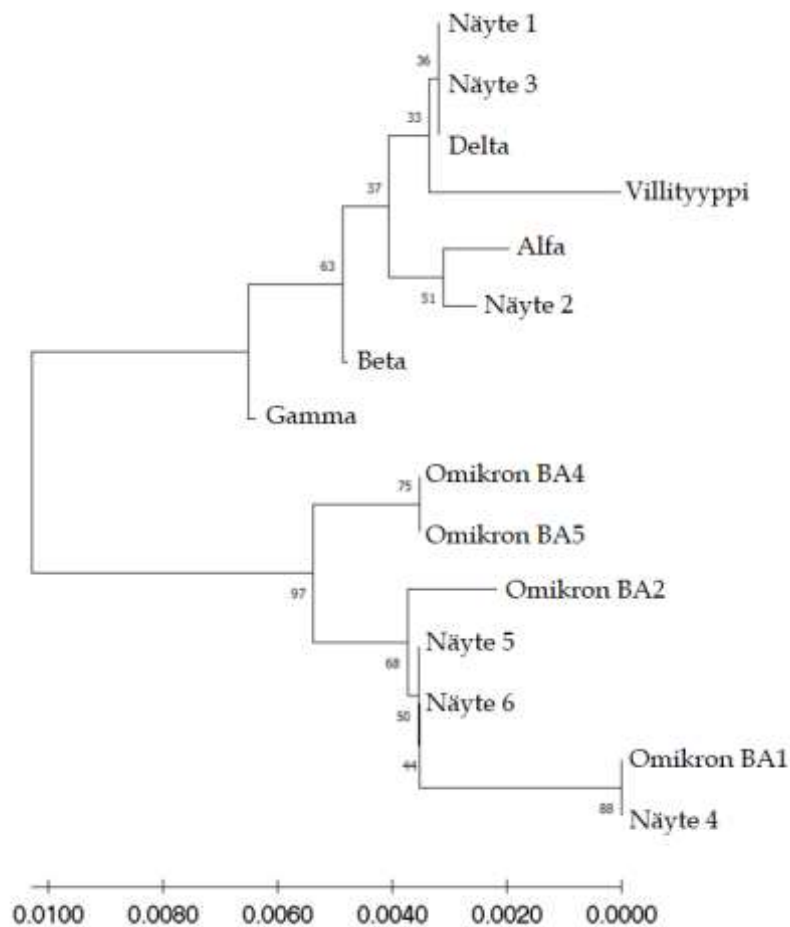 Näyte 1
36
Näyte 3
33
Delta
37
Villityyppi
Alfa
63
51
Näyte 2
Beta
Gamma
Omikron BA4
75
Omikron BA5
97
Omikron BA2
Näyte 5
68
Näyte 6
50
Omikron BA1
44
88
Näyte 4
0.0100 0.0080 0.0060 0.0040 0.0020 0.0000